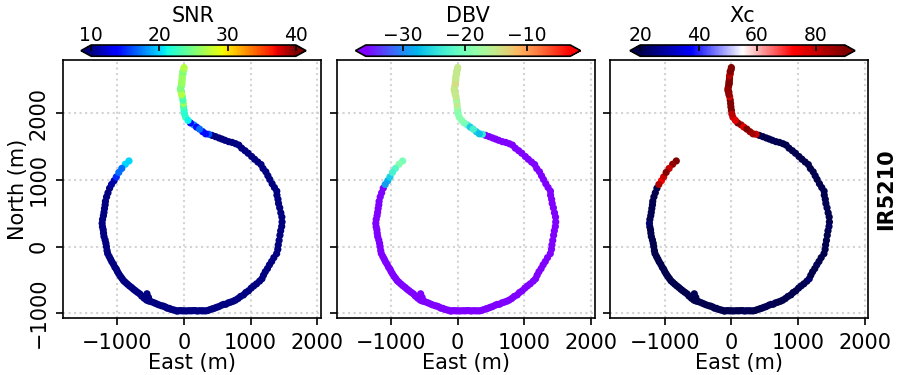 SNR DBV Xc
10 20 30 40 −30 −20 −10 20 40 60 80
2000
1000
0
−1000
North (m)
−1000 0 1000 2000 −1000 0 1000 2000 −1000 0 1000 2000
East (m) East (m) East (m)
IR5210